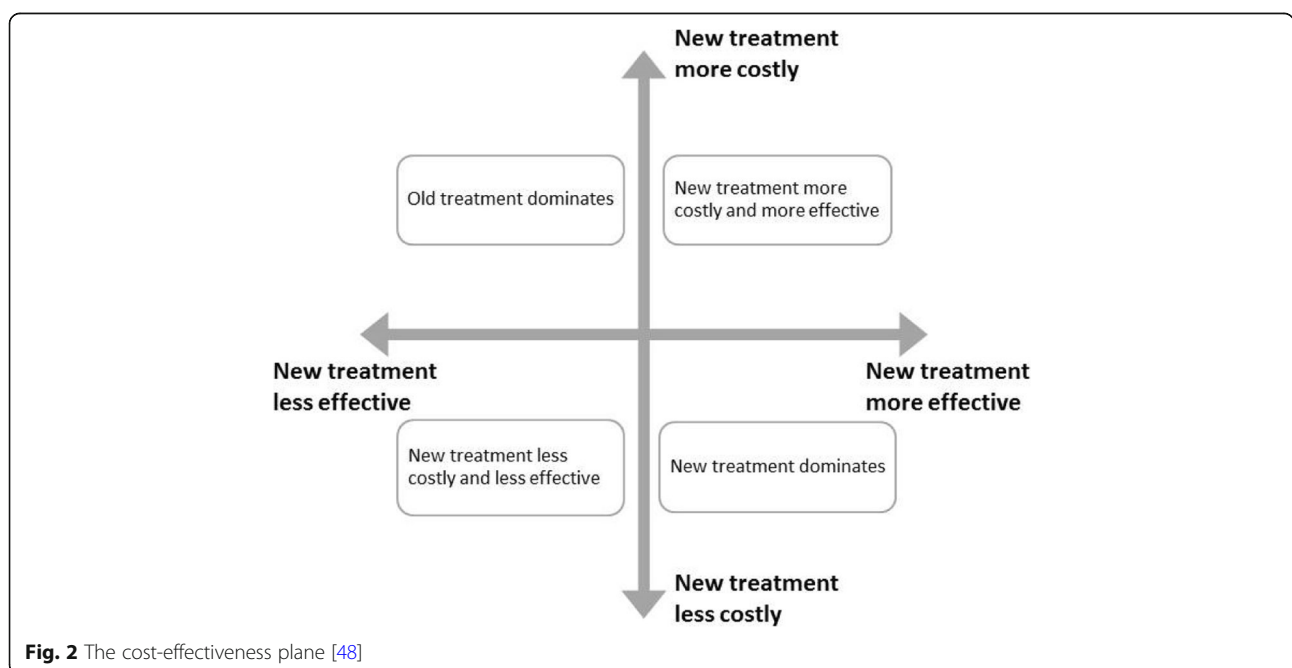 New treatment
more costly
Old treatment dominates
New treatment more
costly and more effective
New treatment
less effective
New treatment
more effective
New treatment less
costly and less effective
New treatment dominates
New treatment
less costly
Fig. 2 The cost-effectiveness plane [48]